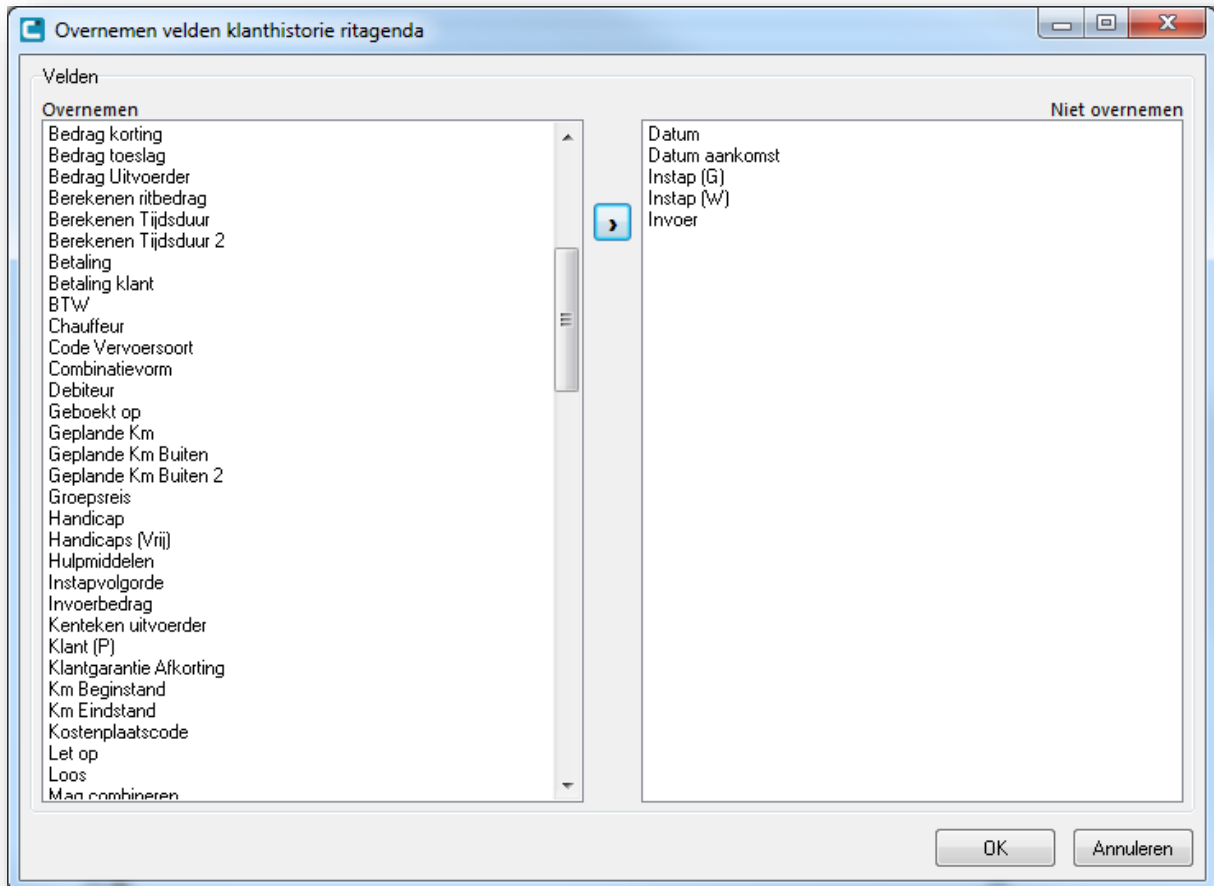 Overnemen velden klanthistorie ritagenda
Velden
Overnemen
Niet overnemen
Bedrag korting
Bedrag toeslag
Bedrag Uitvoerder
Berekenen ritbedrag
Berekenen Tijdsduur
Berekenen Tijdsduur 2
Betaling
Betaling klant
BTW
Chauffeur
Code Vervoersoort
Combinatievorm
Debiteur
Geboekt op
Geplande Km
Geplande Km Buiten
Geplande Km Buiten 2
Groepsreis
Handicap
Handicaps (Vrij)
Hulpmiddelen
Instapvolgorde
Invoerbedrag
Kenteken uitvoerder
Klant (P)
Klantgarantie Afkorting
Km Beginstand
Km Eindstand
Kostenplaatscode
Let op
Loos
Mag combineren
Datum
Datum aankomst
Instap (G)
Instap (W)
Invoer
OK
Annuleren